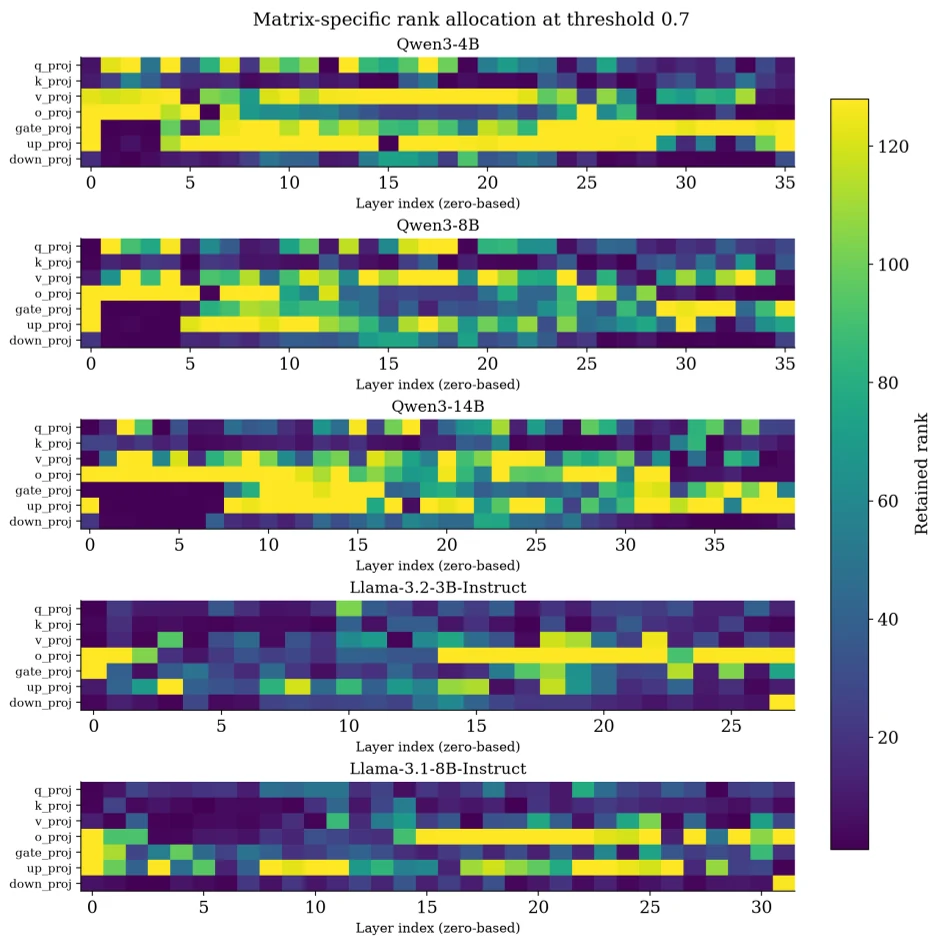 Matrix-specific rank allocation at threshold 0.7
Qwen3-4B
q_proj
k_proj
v_proj
o_proj
gate_proj
up_proj
down_proj
0 5 10 15 20 25 30 35
Layer index (zero-based)
Qwen3-8B
q_proj
k_proj
v_proj
o_proj
gate_proj
up_proj
down_proj
0 5 10 15 20 25 30 35
Layer index (zero-based)
Qwen3-14B
q_proj
k_proj
v_proj
o_proj
gate_proj
up_proj
down_proj
0 5 10 15 20 25 30 35
Layer index (zero-based)
Llama-3.2-3B-Instruct
q_proj
k_proj
v_proj
o_proj
gate_proj
up_proj
down_proj
0 5 10 15 20 25
Layer index (zero-based)
Llama-3.1-8B-Instruct
q_proj
k_proj
v_proj
o_proj
gate_proj
up_proj
down_proj
0 5 10 15 20 25 30
Layer index (zero-based)
120
100
80
60
40
20
Retained rank